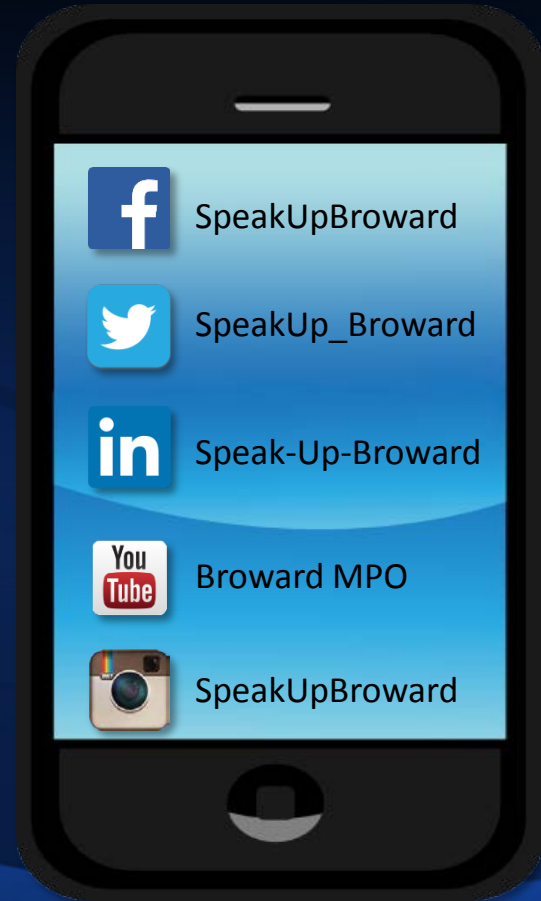 f
SpeakUpBroward
SpeakUp_Broward
in
Speak-Up-Broward
You
Tube
Broward MPO
SpeakUpBroward